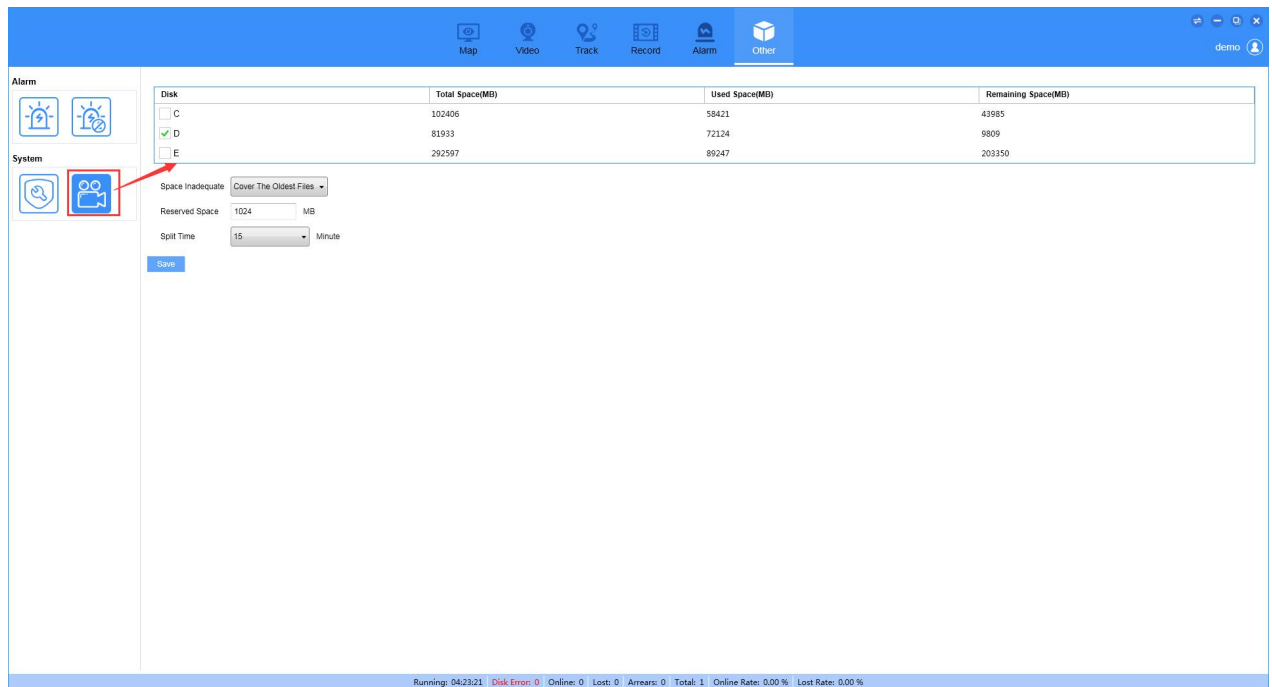 Map Video Track Record Alarm Other
demo
Alarm
System
Disk Total Space(MB) Used Space(MB) Remaining Space(MB)
C 102406 58421 43985
D 81933 72124 9809
E 292597 89247 203350
Space Inadequate Cover The Oldest Files
Reserved Space 1024 MB
Split Time 15 Minute
Save
Running: 04:23:21 Disk Error: 0 Online: 0 Lost: 0 Arrears: 0 Total: 1 Online Rate: 0.00 % Lost Rate: 0.00 %